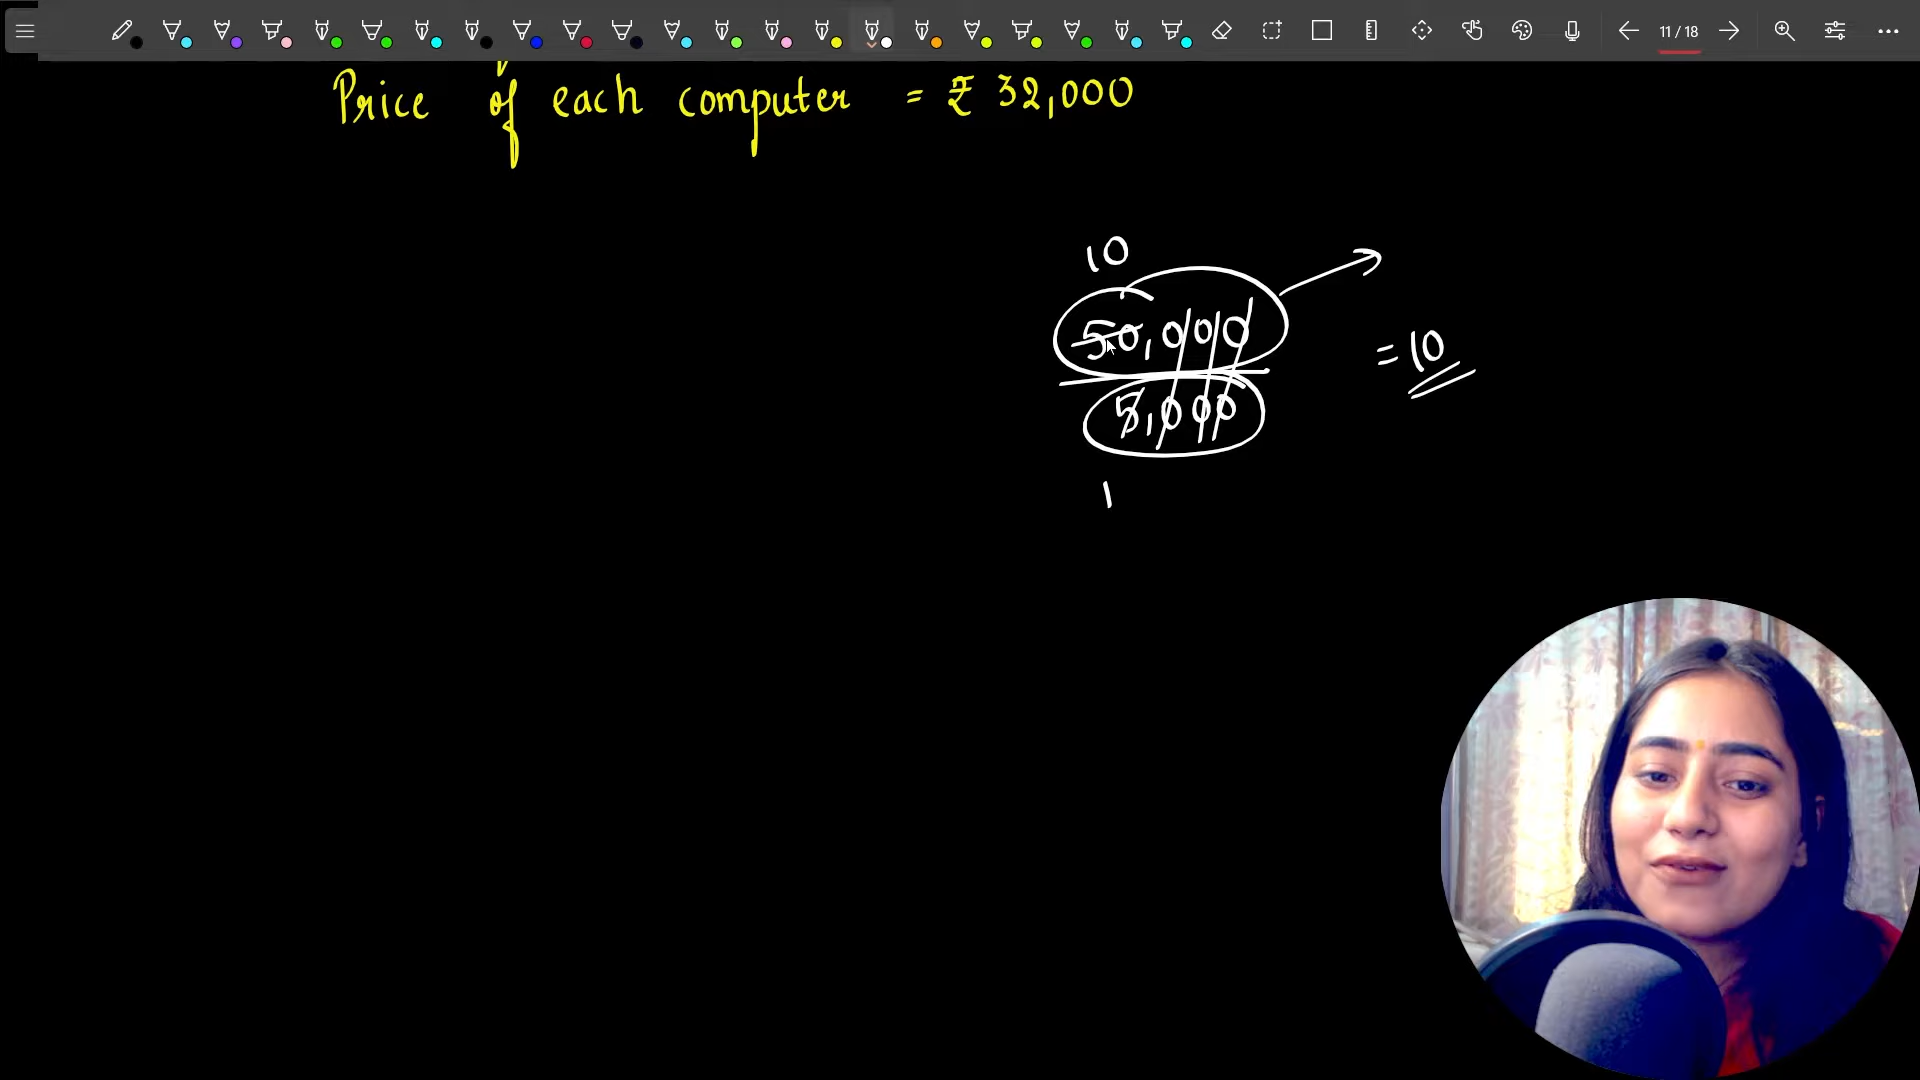 11 / 18
Price of each computer = ₹ 32,000
10
50,000
= 10
5,000
1